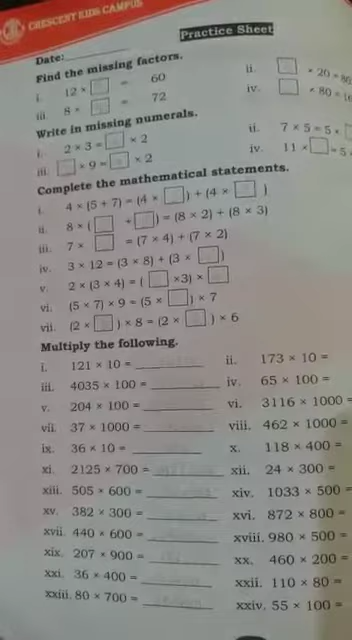 CRESCENT KIDS CAMPUS
Practice Sheet
Date:
Find the missing factors.
i. 12 × □ = 60 ii. □ × 20 = 80
iii. 8 × □ = 72 iv. □ × 80 =
Write in missing numerals.
i. 2 × 3 = □ × 2 ii. 7 × 5 = 5 × □
iii. □ × 9 = □ × 2 iv. 11 × □ = 5
Complete the mathematical statements.
i. 4 × (5 + 7) = (4 × □) + (4 × □)
ii. 8 × (□ + □) = (8 × 2) + (8 × 3)
iii. 7 × □ = (7 × 4) + (7 × 2)
iv. 3 × 12 = (3 × 8) + (3 × □)
v. 2 × (3 × 4) = (□ ×3) × □
vi. (5 × 7) × 9 = (5 × □) × 7
vii. (2 × □) × 8 = (2 × □) × 6
Multiply the following.
i. 121 × 10 = ii. 173 × 10 =
iii. 4035 × 100 = iv. 65 × 100 =
v. 204 × 100 = vi. 3116 × 1000 =
vii. 37 × 1000 = viii. 462 × 1000 =
ix. 36 × 10 = x. 118 × 400 =
xi. 2125 × 700 = xii. 24 × 300 =
xiii. 505 × 600 = xiv. 1033 × 500 =
xv. 382 × 300 = xvi. 872 × 800 =
xvii. 440 × 600 = xviii. 980 × 500 =
xix. 207 × 900 = xx. 460 × 200 =
xxi. 36 × 400 = xxii. 110 × 80 =
xxiii. 80 × 700 = xxiv. 55 × 100 =